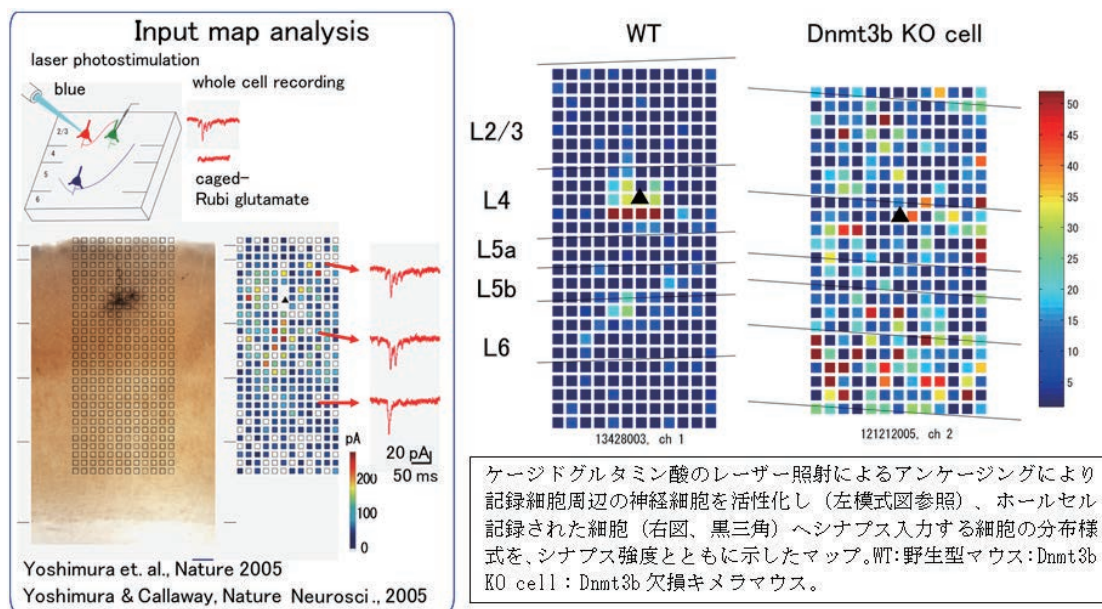 Input map analysis
laser photostimulation
blue
whole cell recording
2/3
4
5
6
caged-
Rubi glutamate
pA
200
100
0
20 pA
50 ms
Yoshimura et. al., Nature 2005
Yoshimura & Callaway, Nature Neurosci., 2005
WT
Dnmt3b KO cell
L2/3
L4
L5a
L5b
L6
50
45
40
35
30
25
20
15
10
5
13428003, ch 1
121212005, ch 2
ケージドグルタミン酸のレーザー照射によるアンケージングにより
記録細胞周辺の神経細胞を活性化し（左模式図参照）、ホールセル
記録された細胞（右図、黒三角）へシナプス入力する細胞の分布様
式を、シナプス強度とともに示したマップ。WT:野生型マウス:Dnmt3b
KO cell：Dnmt3b 欠損キメラマウス。